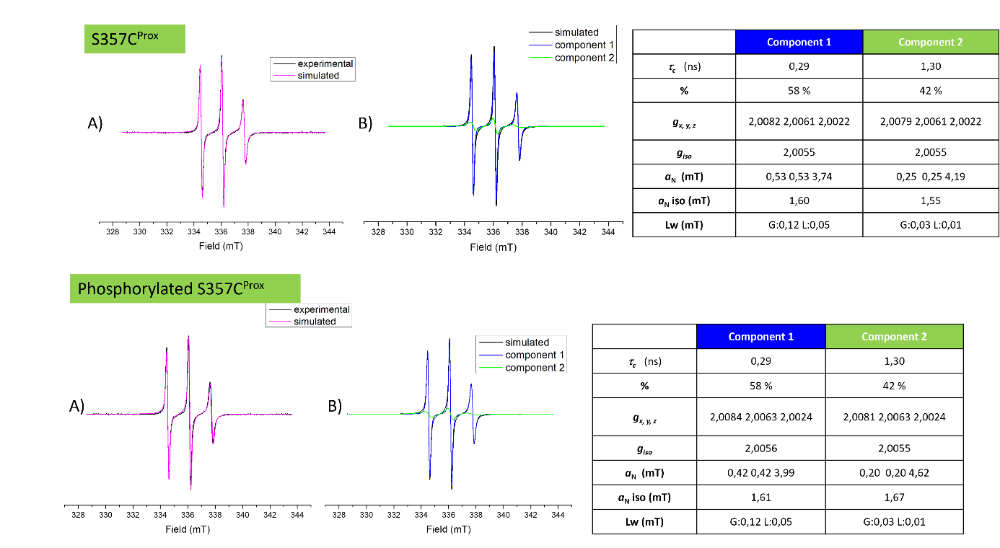 S357CProx
experimental
simulated
A)
328 330 332 334 336 338 340 342 344
Field (mT)
simulated
component 1
component 2
B)
328 330 332 334 336 338 340 342 344
Field (mT)
Component 1 Component 2
τc (ns) 0,29 1,30
% 58 % 42 %
gx, y, z 2,0082 2,0061 2,0022 2,0079 2,0061 2,0022
giso 2,0055 2,0055
aN (mT) 0,53 0,53 3,74 0,25 0,25 4,19
aN iso (mT) 1,60 1,55
Lw (mT) G:0,12 L:0,05 G:0,03 L:0,01
Phosphorylated S357CProx
experimental
simulated
A)
328 330 332 334 336 338 340 342 344
Field (mT)
simulated
component 1
component 2
B)
328 330 332 334 336 338 340 342 344
Field (mT)
Component 1 Component 2
τc (ns) 0,29 1,30
% 58 % 42 %
gx, y, z 2,0084 2,0063 2,0024 2,0081 2,0063 2,0024
giso 2,0056 2,0055
aN (mT) 0,42 0,42 3,99 0,20 0,20 4,62
aN iso (mT) 1,61 1,67
Lw (mT) G:0,12 L:0,05 G:0,03 L:0,01